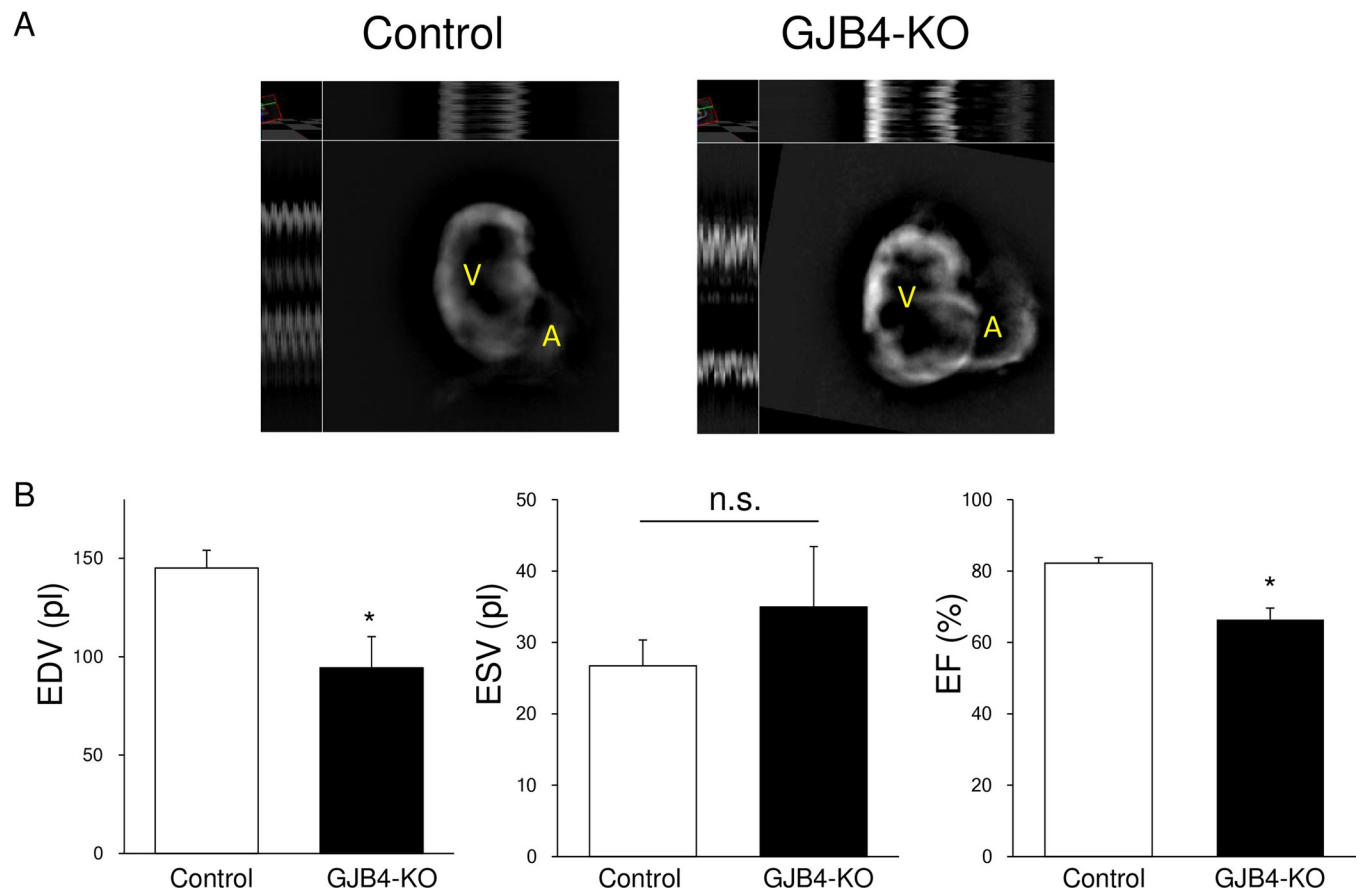 A
Control
GJB4-KO
V
A
V
A
B
EDV (pl)
150
100
50
0
*
Control
GJB4-KO
ESV (pl)
50
40
30
20
10
0
n.s.
Control
GJB4-KO
EF (%)
100
80
60
40
20
0
*
Control
GJB4-KO